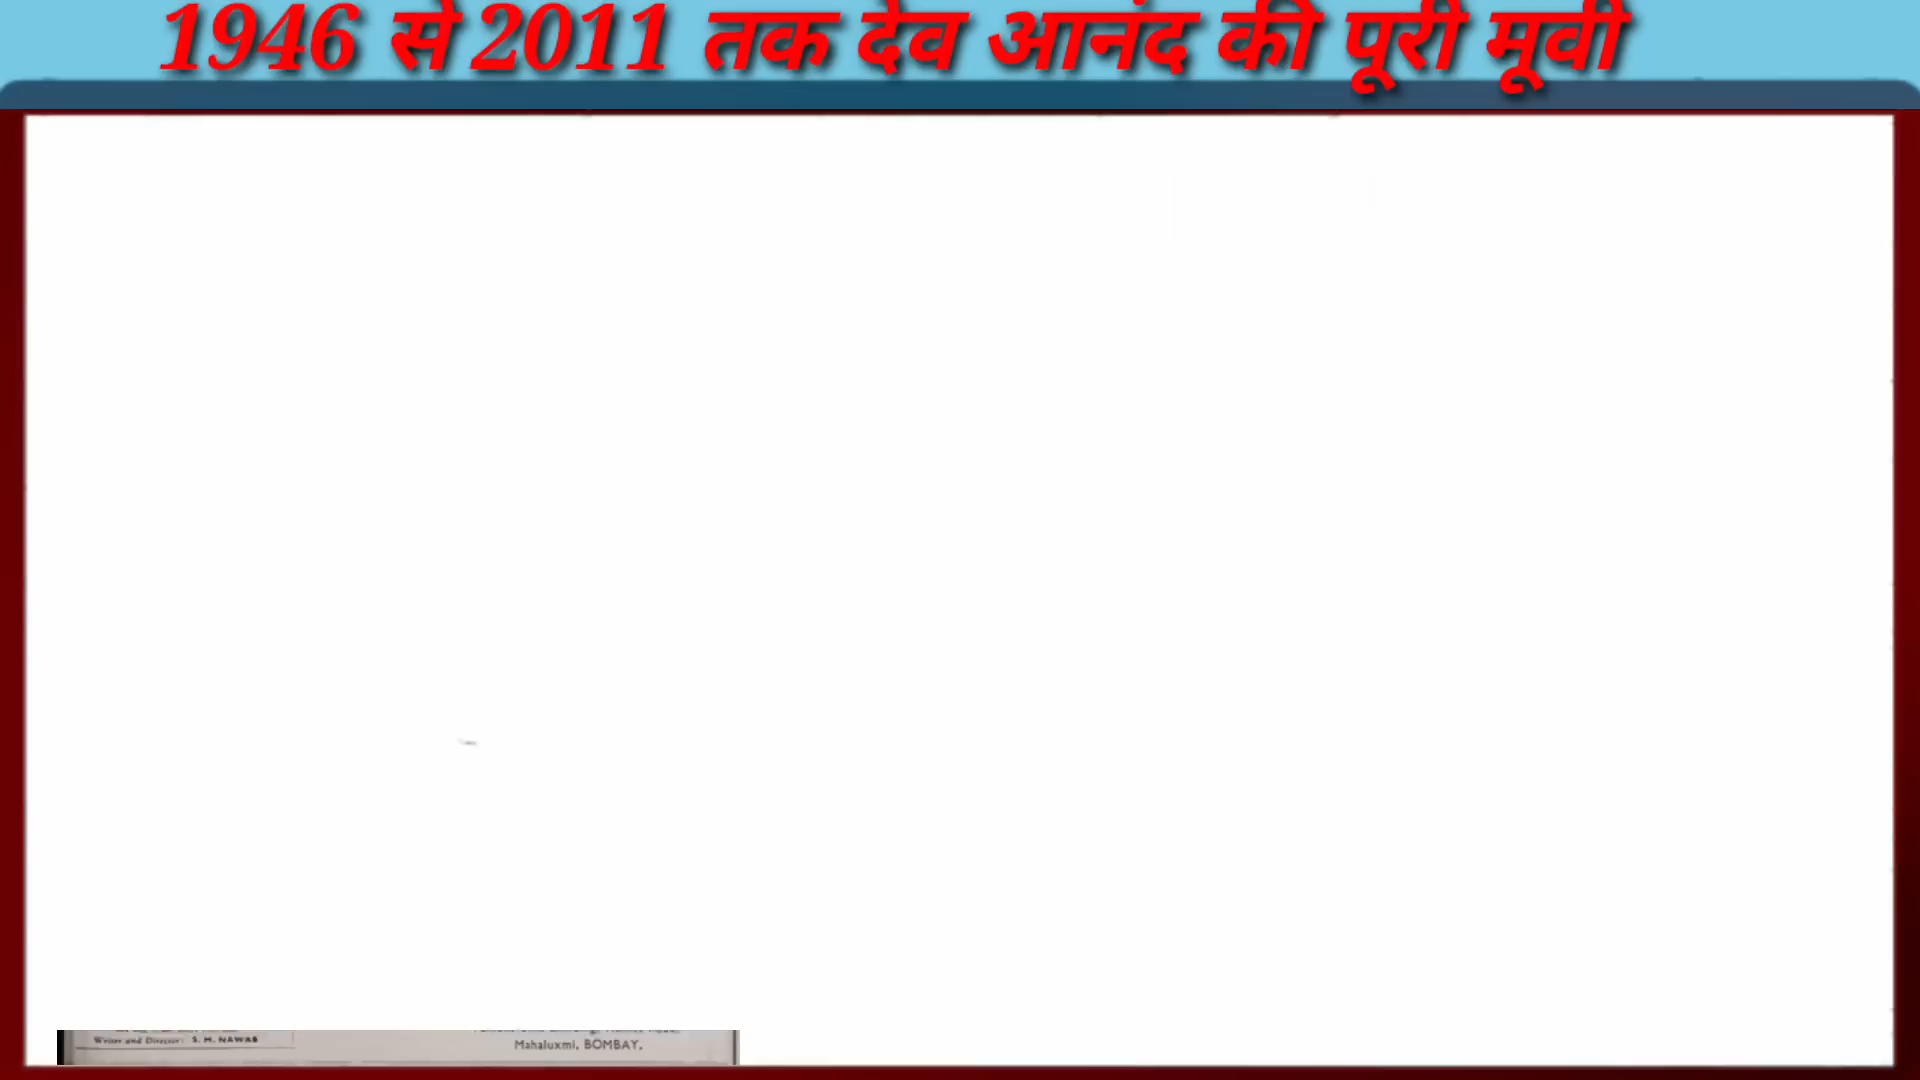 1946 से 2011 तक देव आनंद की पूरी मूवी
Writer and Director: S. M. NAWAB
Mahaluxmi, BOMBAY.